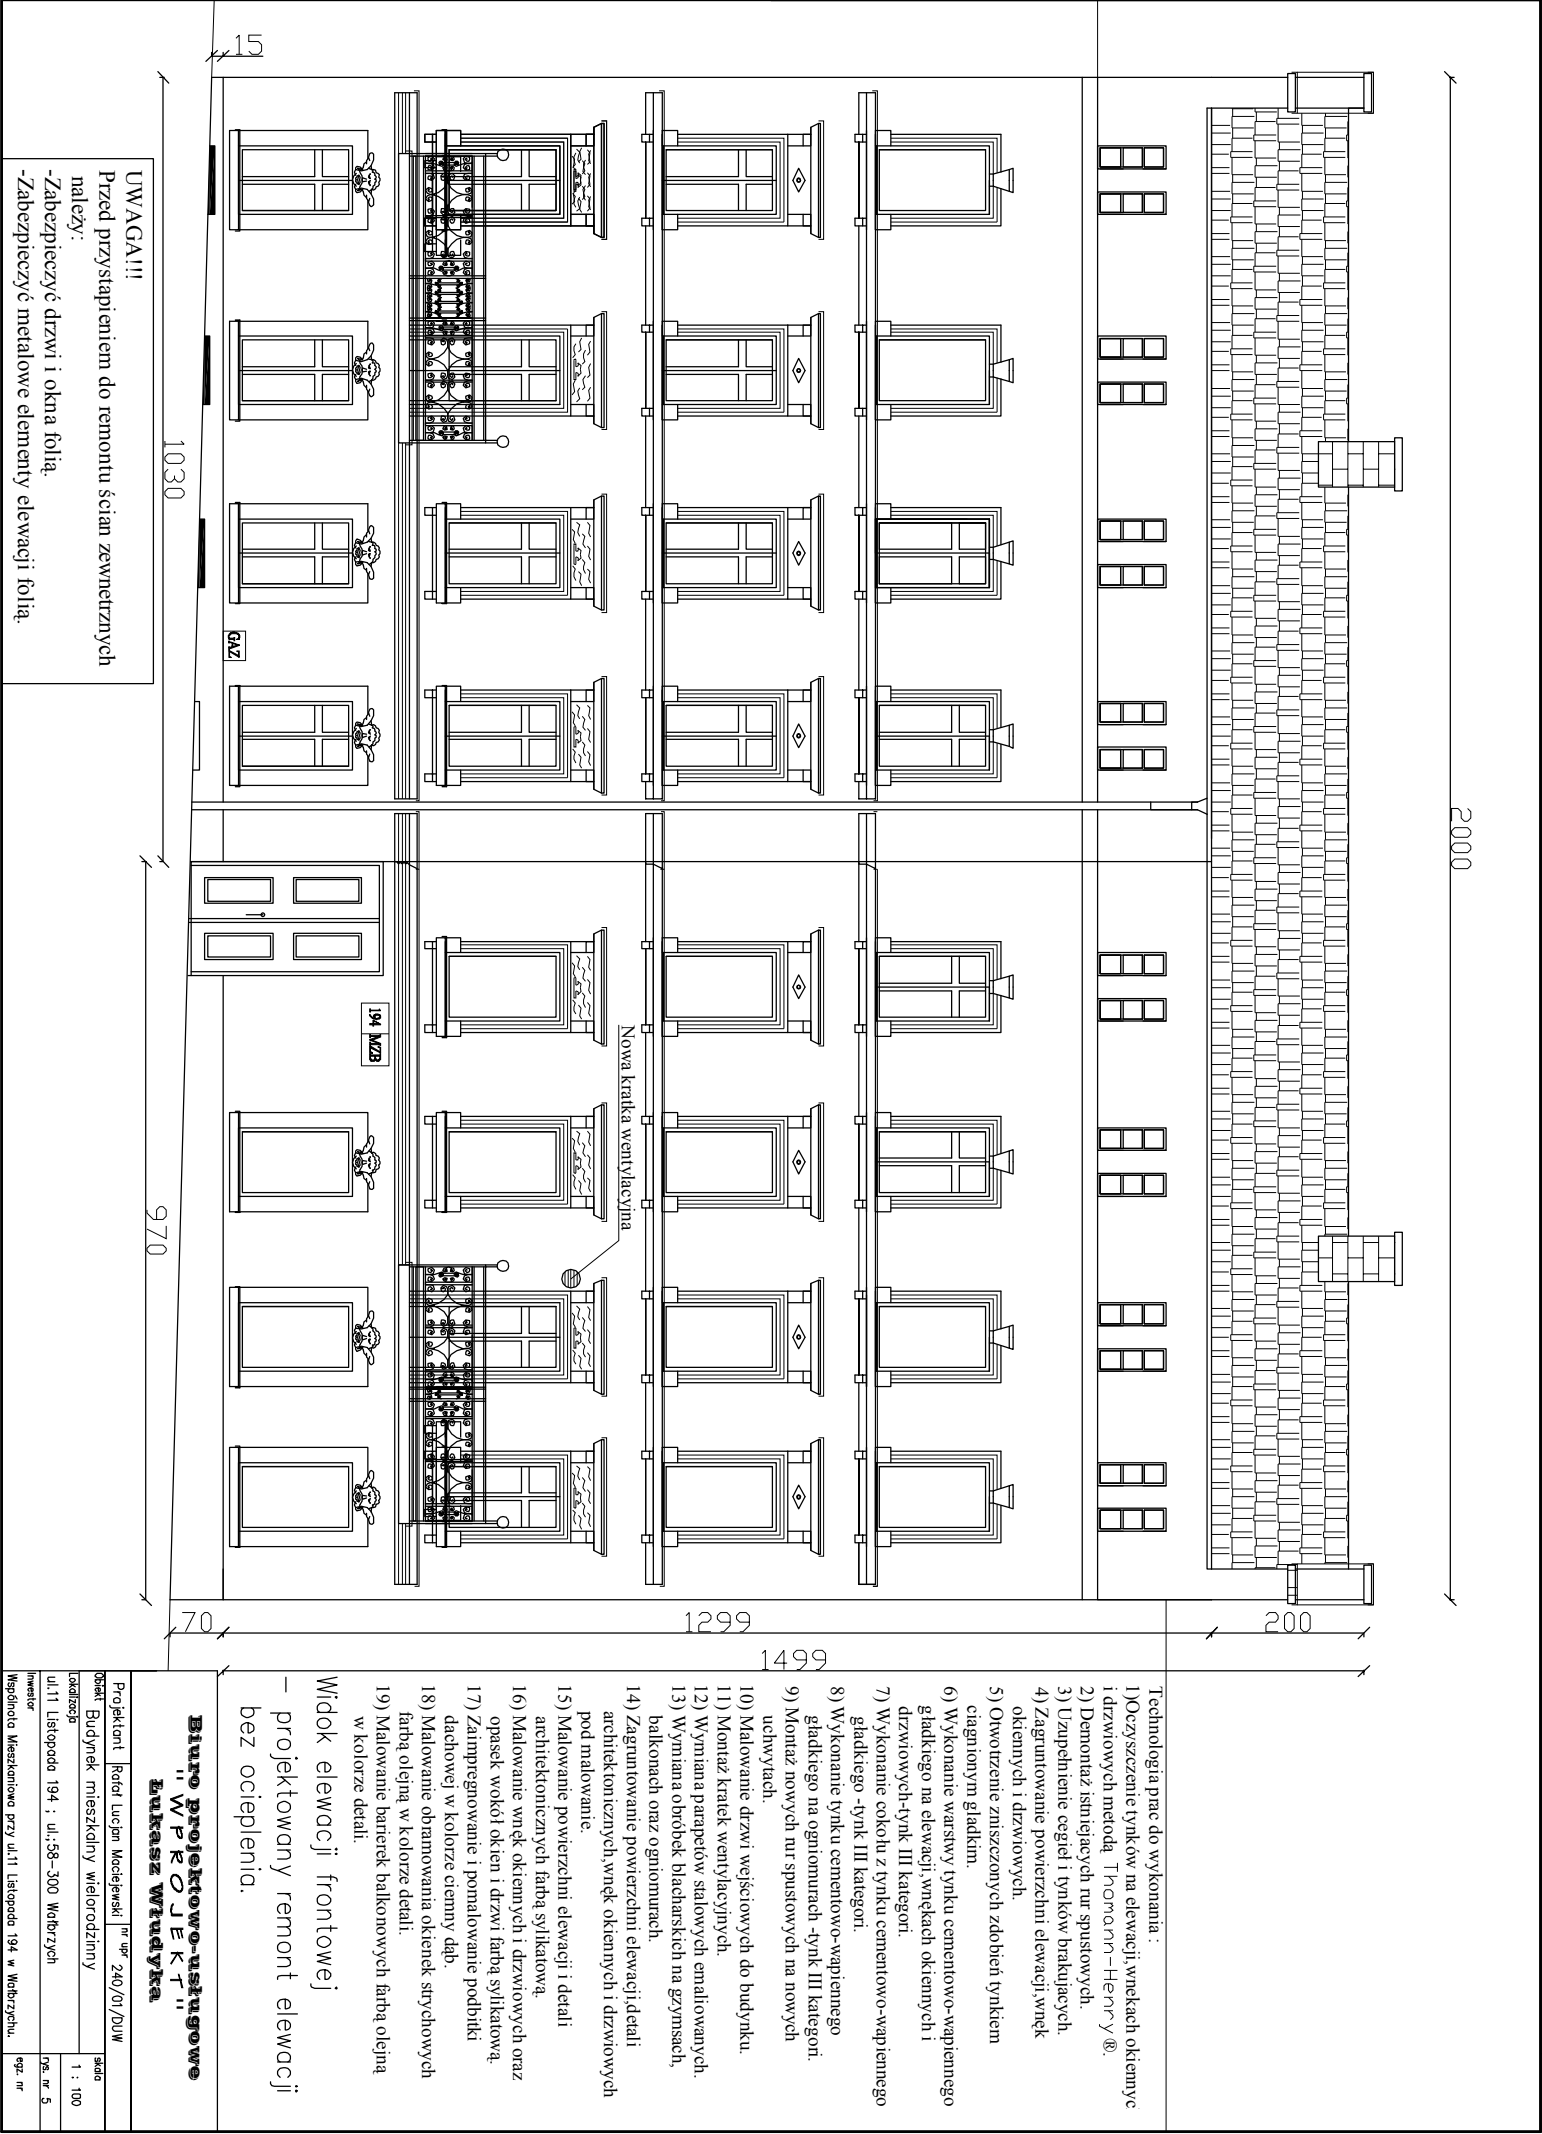 2000
15
1030
970
70
1299
200
1499
GAZ
194 MZB
Nowa kratka wentylacyjna
UWAGA!!!
Przed przystapieniem do remontu ścian zewnetrznych
należy:
-Zabezpieczyć drzwi i okna folią.
-Zabezpieczyć metalowe elementy elewacji folią.
Technologia prac do wykonania :
1)Oczyszczenie tynków na elewacji,wnekach okiennyc
i drzwiowych metodą Thomann-Henry®.
2) Demontaż istniejacych rur spustowych.
3) Uzupełnienie cegieł i tynków brakujacych.
4) Zagruntowanie powierzchni elewacji,wnęk
okiennych i drzwiowych.
5) Otwotrzenie zniszczonych zdobień tynkiem
ciagnionym gładkim.
6) Wykonanie warstwy tynku cementowo-wapiennego
gładkiego na elewacji,wnękach okiennych i
drzwiowych-tynk III kategori.
7) Wykonanie cokołu z tynku cementowo-wapiennego
gładkiego -tynk III kategori.
8) Wykonanie tynku cementowo-wapiennego
gładkiego na ogniomurach -tynk III kategori.
9) Montaż nowych rur spustowych na nowych
uchwytach.
10) Malowanie drzwi wejściowych do budynku.
11) Montaż kratek wentylacyjnych.
12) Wymiana parapetów stalowych emaliowanych.
13) Wymiana obróbek blacharskich na gzymsach,
balkonach oraz ogniomurach.
14) Zagruntowanie powierzchni elewacji,detali
architektonicznych,wnęk okiennych i drzwiowych
pod malowanie.
15) Malowanie powierzchni elewacji i detali
architektonicznych farbą sylikatową.
16) Malowanie wnęk okiennych i drzwiowych oraz
opasek wokół okien i drzwi farbą sylikatową.
17) Zaimpregnowanie i pomalowanie podbitki
dachowej w kolorze ciemny dąb.
18) Malowanie obramowania okienek strychowych
farbą olejną w kolorze detali.
19) Malowanie barierek balkonowych farbą olejną
w kolorze detali.
Widok elewacji frontowej
– projektowany remont elewacji
bez ocieplenia.
Biuro projektowo-usługowe
"WPROJEKT"
Łukasz Władyka
Projektant Rafał Lucjan Maciejewski nr upr 240/01/DUW
Obiekt Budynek mieszkalny wielorodzinny
skala 1 : 100
Lokalizacja
ul.11 Listopada 194 ; ul.;58-300 Wałbrzych
rys. nr 5
Inwestor
Wspólnota Mieszkaniowa przy ul.11 Listopada 194 w Wałbrzychu.
egz. nr